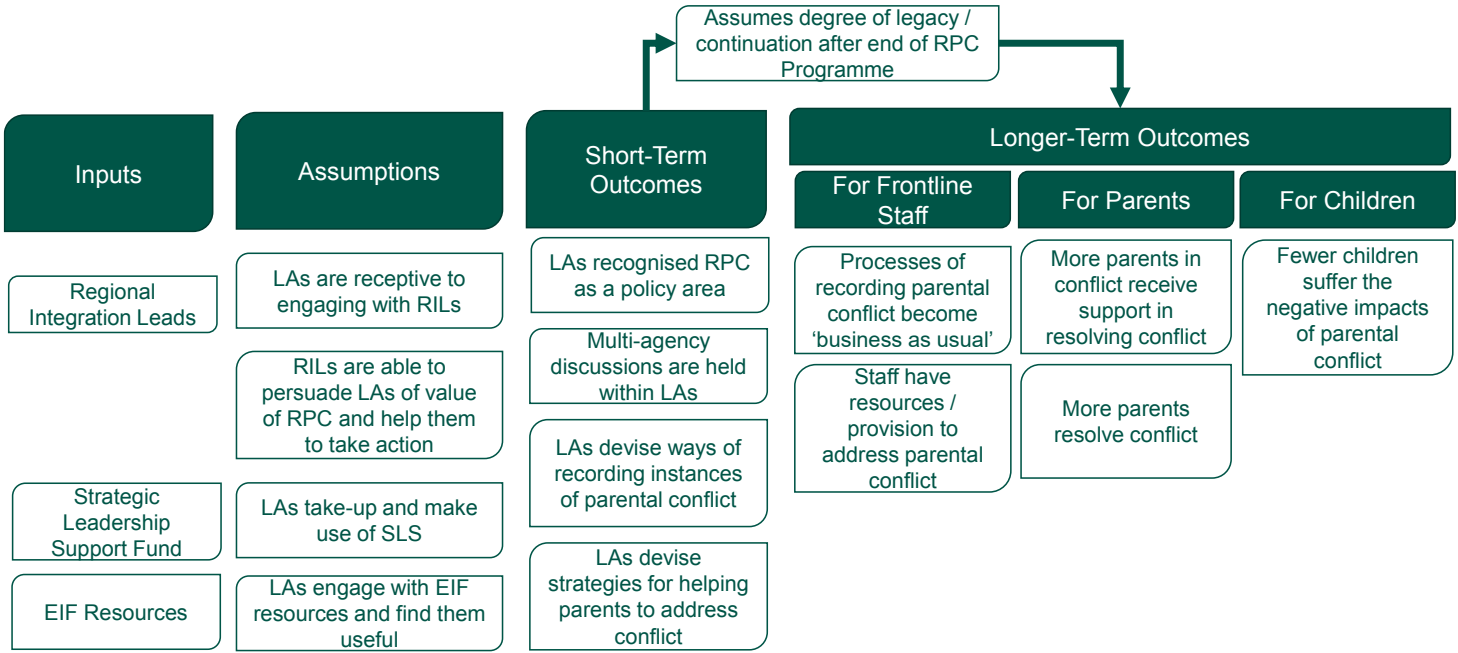 Assumes degree of legacy /
continuation after end of RPC
Programme
Inputs
Regional
Integration Leads
Strategic
Leadership
Support Fund
EIF Resources
Assumptions
LAs are receptive to
engaging with RILs
RILs are able to
persuade LAs of value
of RPC and help them
to take action
LAs take-up and make
use of SLS
LAs engage with EIF
resources and find them
useful
Short-Term
Outcomes
LAs recognised RPC
as a policy area
Multi-agency
discussions are held
within LAs
LAs devise ways of
recording instances
of parental conflict
LAs devise
strategies for helping
parents to address
conflict
Longer-Term Outcomes
For Frontline
Staff
Processes of
recording parental
conflict become
‘business as usual’
Staff have
resources /
provision to
address parental
conflict
For Parents
More parents in
conflict receive
support in
resolving conflict
More parents
resolve conflict
For Children
Fewer children
suffer the
negative impacts
of parental
conflict